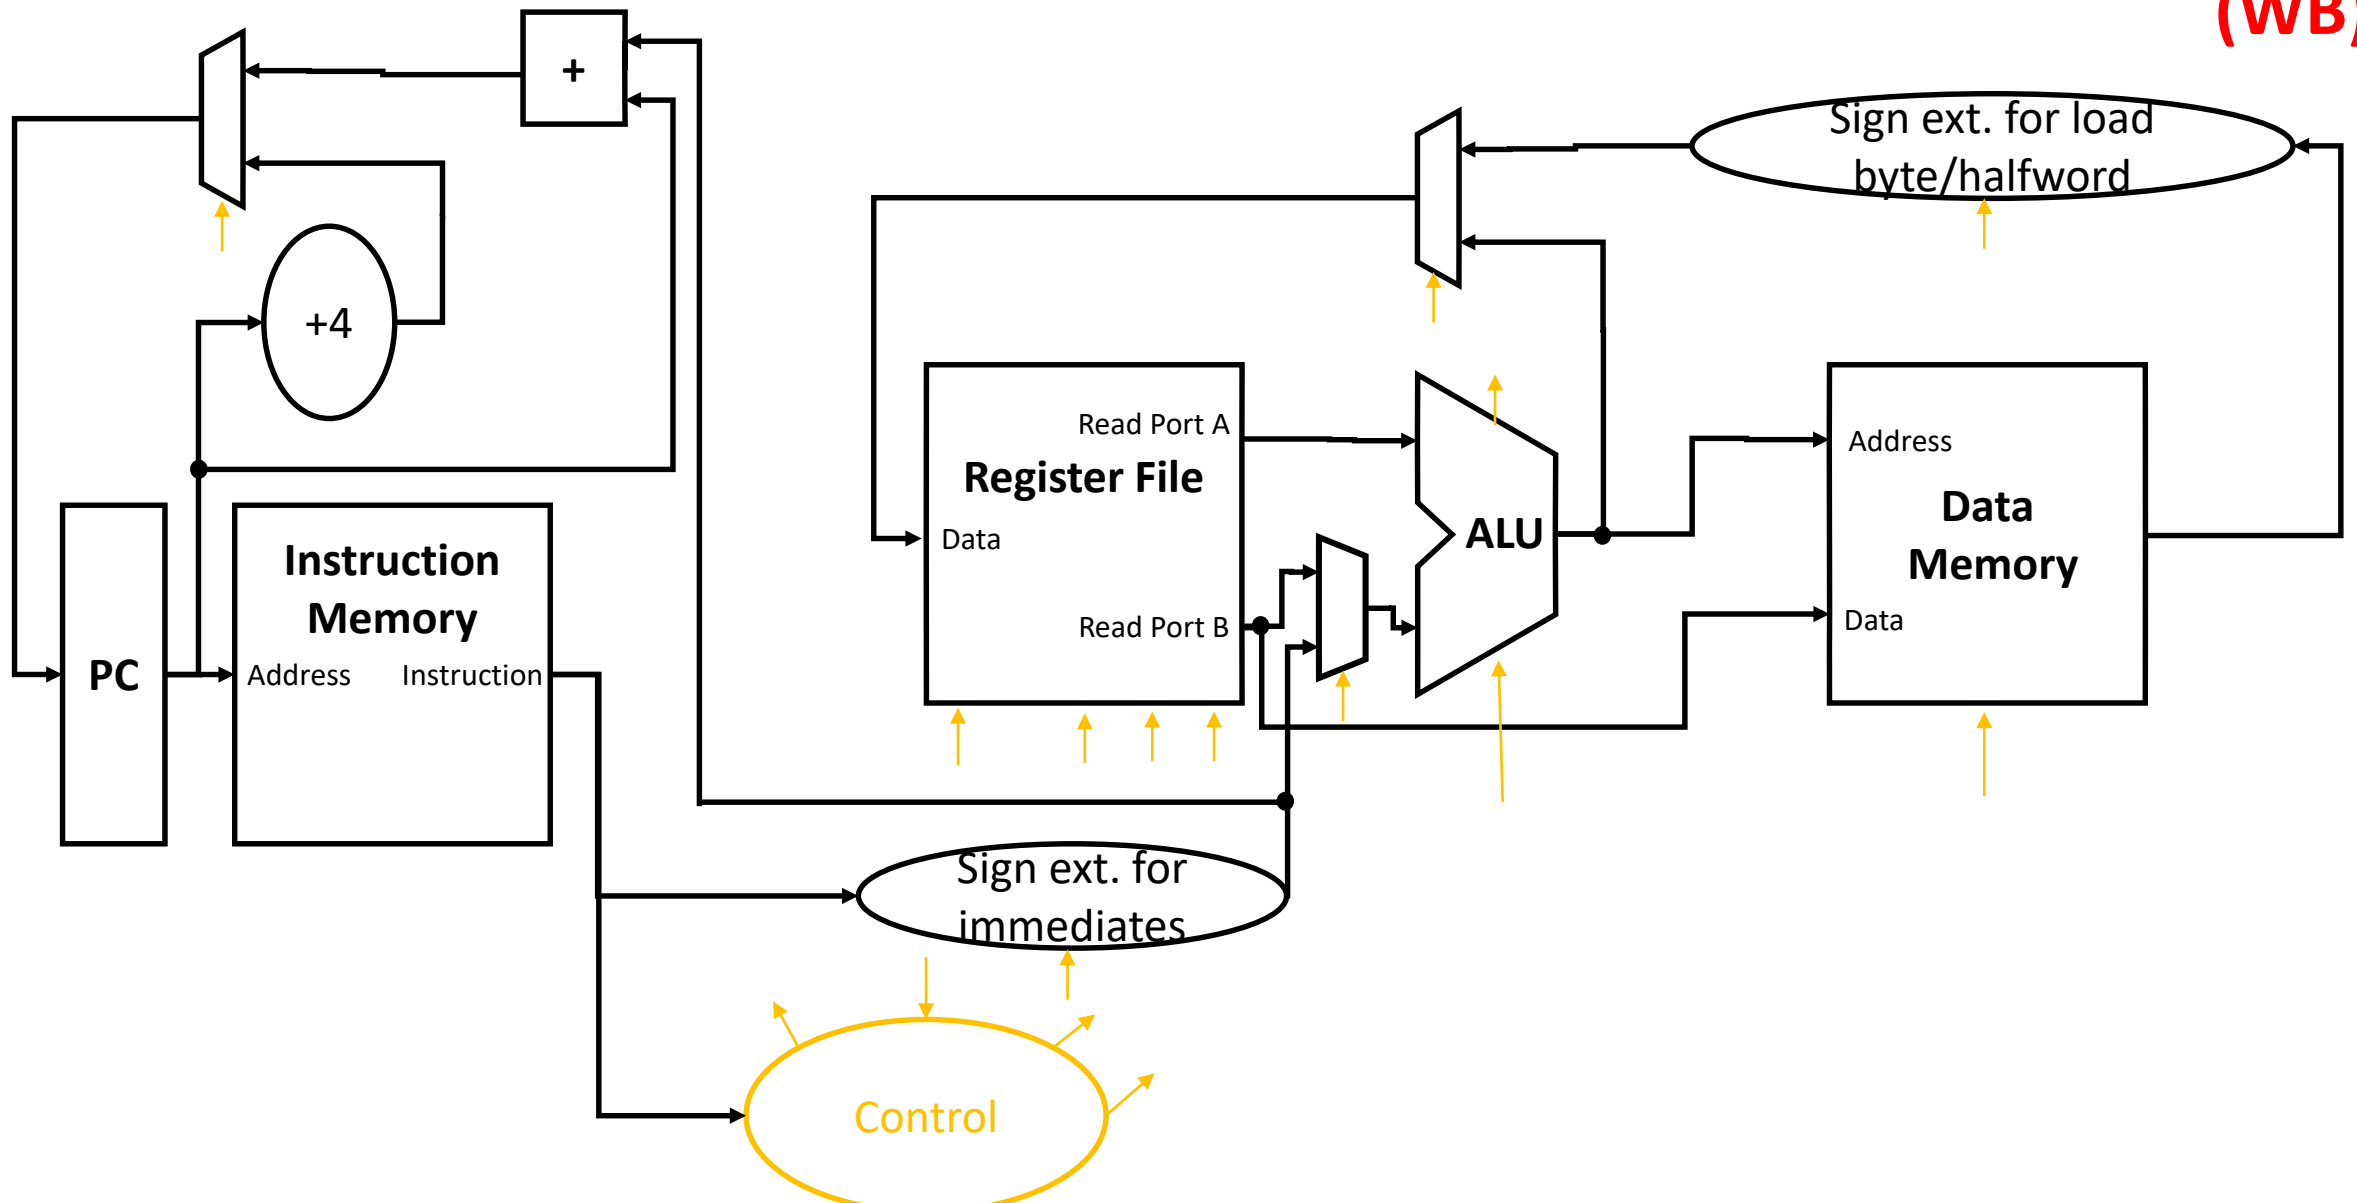 (WB)
+
Sign ext. for load
byte/halfword
+4
Read Port A
Register File
Data
Read Port B
ALU
Address
Data
Memory
Data
PC
Instruction
Memory
Address
Instruction
Sign ext. for
immediates
Control